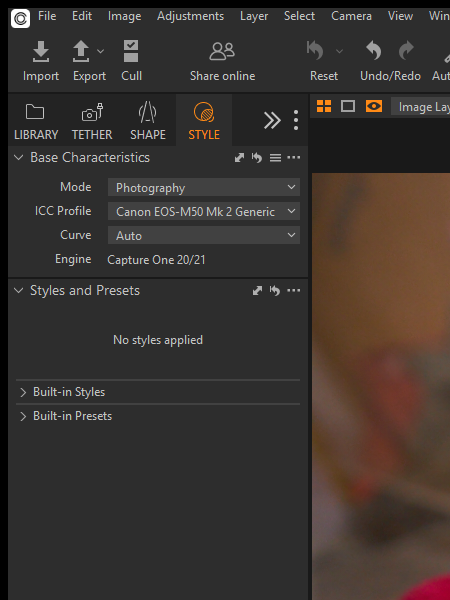 File Edit Image Adjustments Layer Select Camera View
Import Export Cull Share online Reset Undo/Redo
LIBRARY TETHER SHAPE STYLE
Image
Base Characteristics
Mode Photography
ICC Profile Canon EOS-M50 Mk 2 Generic
Curve Auto
Engine Capture One 20/21
Styles and Presets
No styles applied
Built-in Styles
Built-in Presets